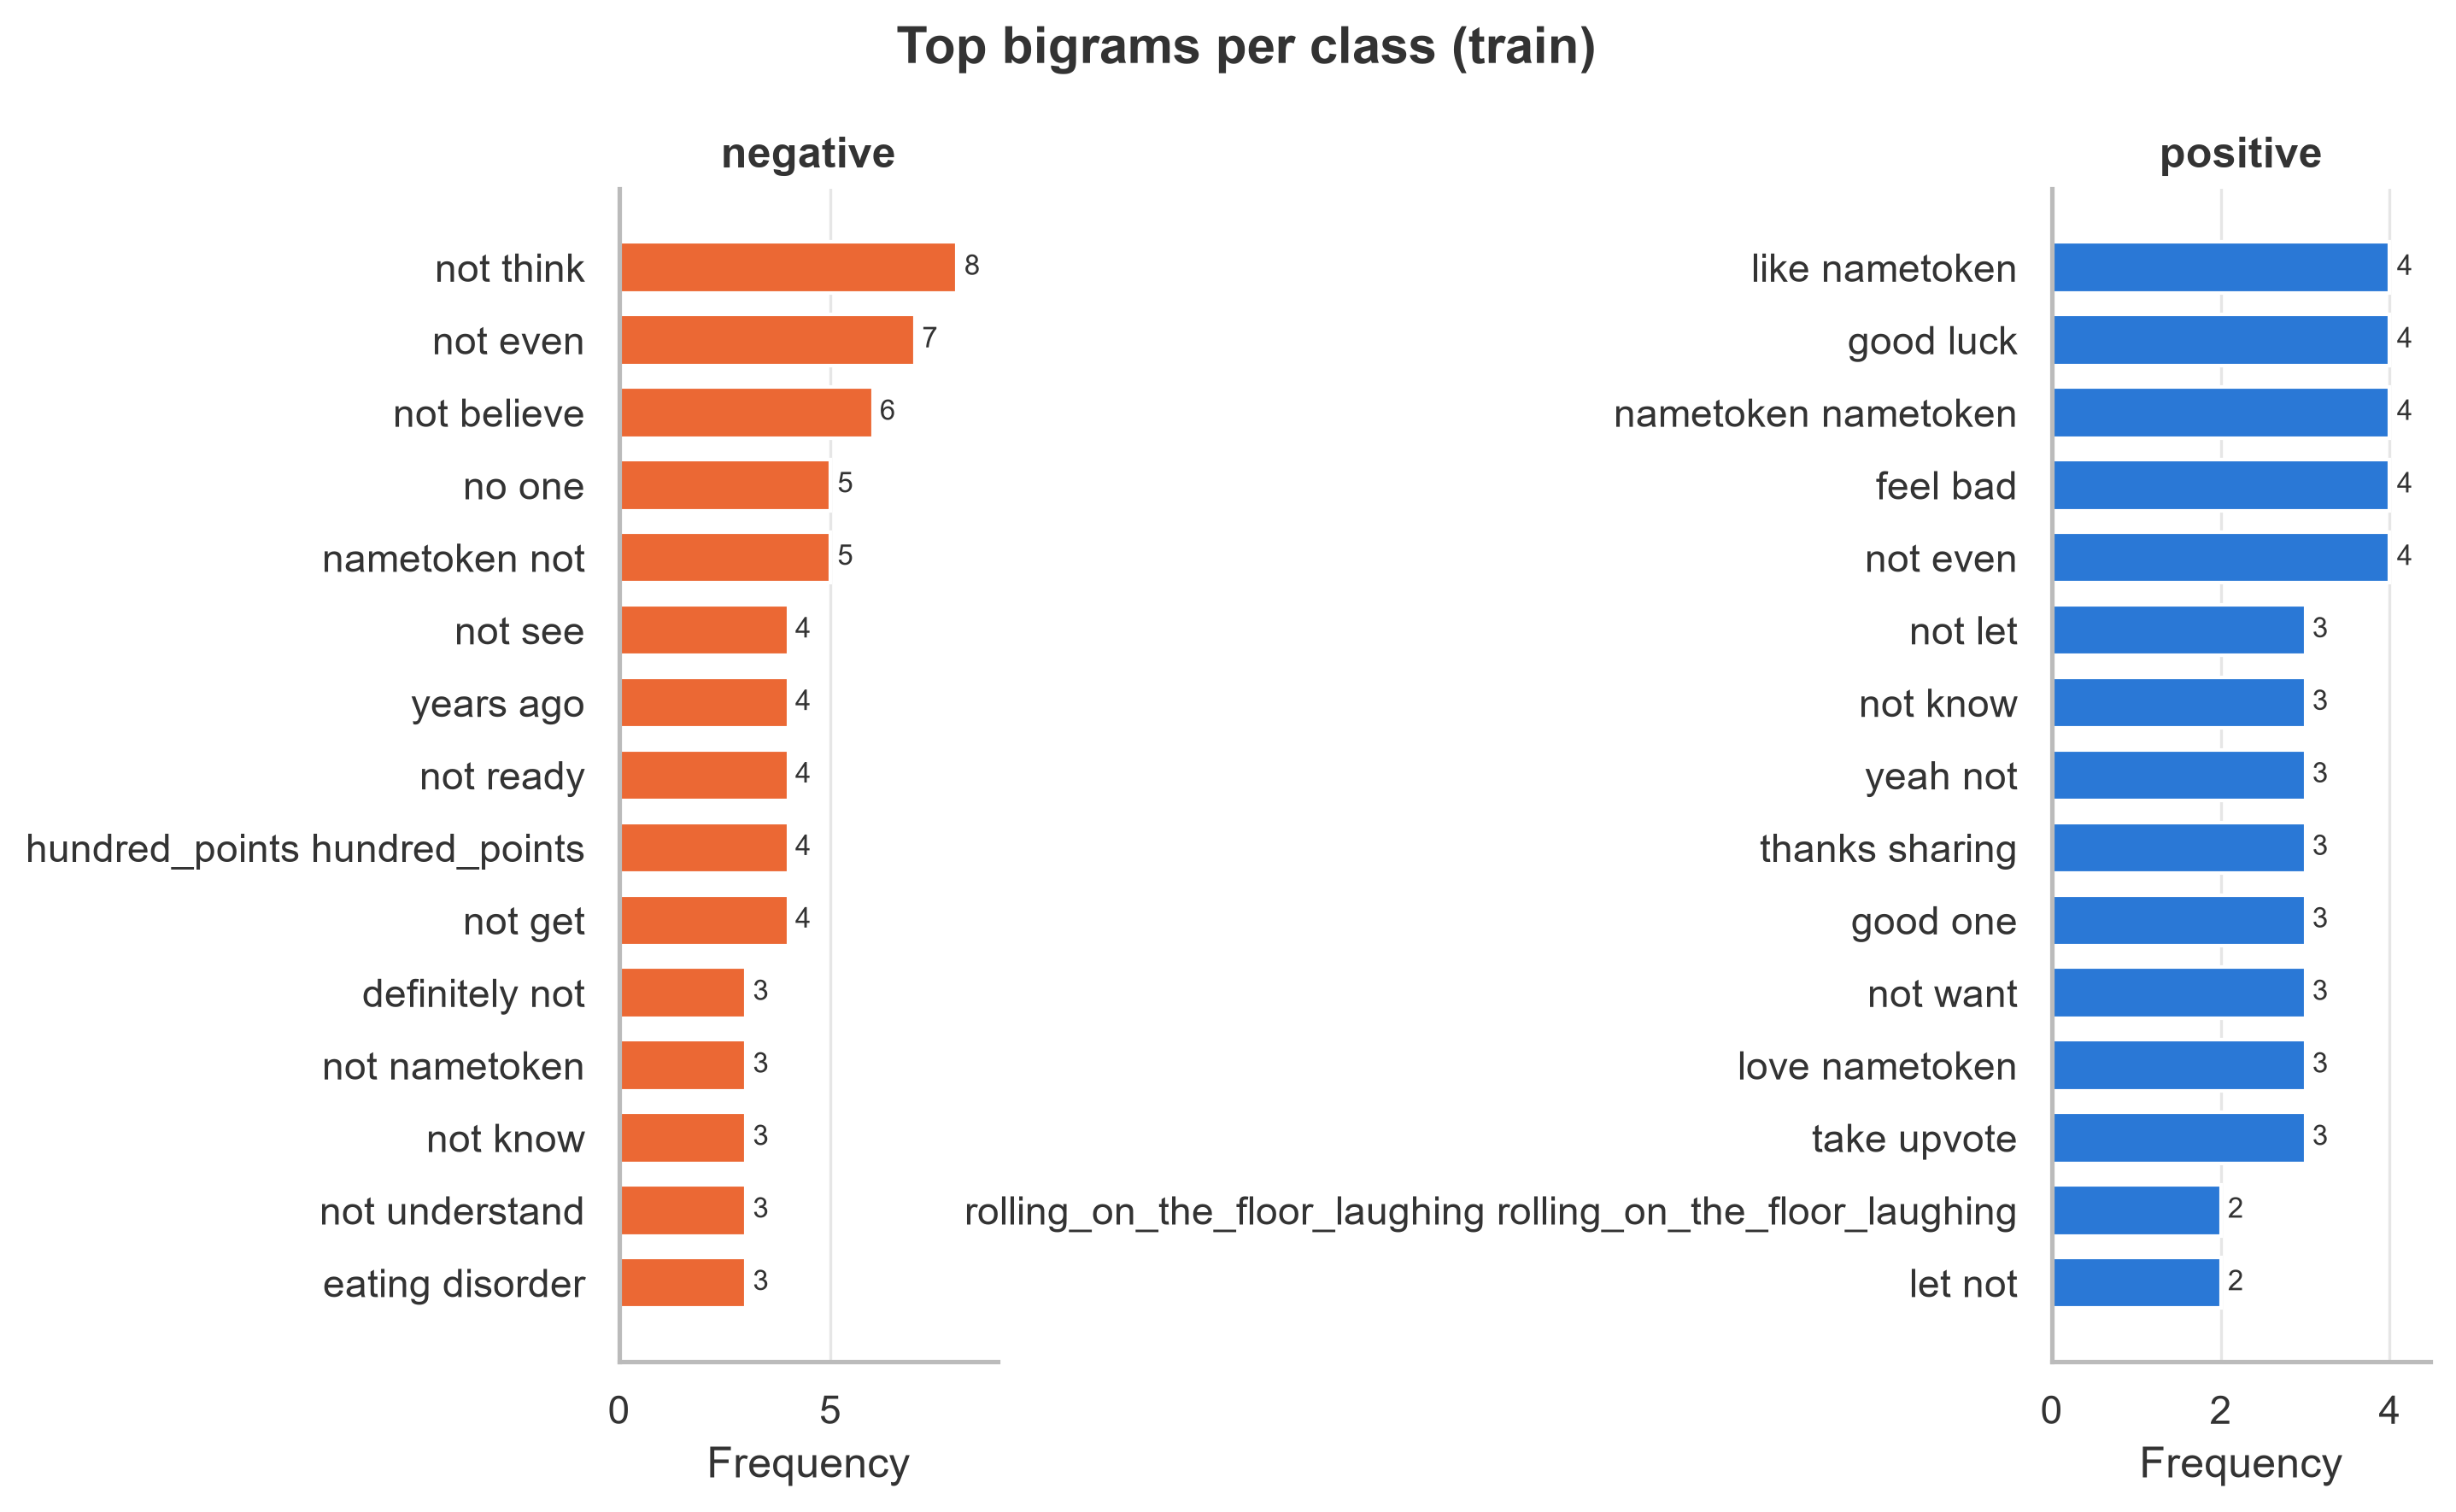 Top bigrams per class (train)
negative
not think 8
not even 7
not believe 6
no one 5
nametoken not 5
not see 4
years ago 4
not ready 4
hundred_points hundred_points 4
not get 4
definitely not 3
not nametoken 3
not know 3
not understand 3
eating disorder 3
0 5
Frequency
positive
like nametoken 4
good luck 4
nametoken nametoken 4
feel bad 4
not even 4
not let 3
not know 3
yeah not 3
thanks sharing 3
good one 3
not want 3
love nametoken 3
take upvote 3
rolling_on_the_floor_laughing rolling_on_the_floor_laughing 2
let not 2
0 2 4
Frequency